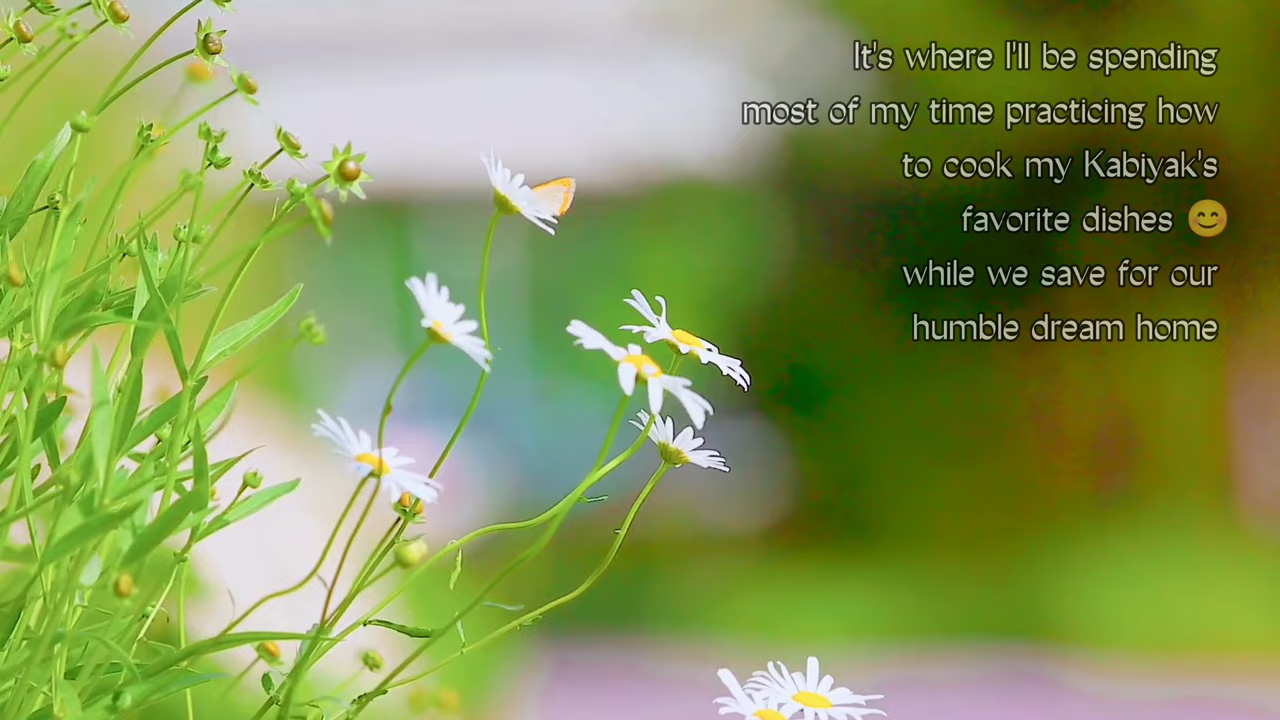 It's where I'll be spending
most of my time practicing how
to cook my Kabiyak's
favorite dishes 😊
while we save for our
humble dream home